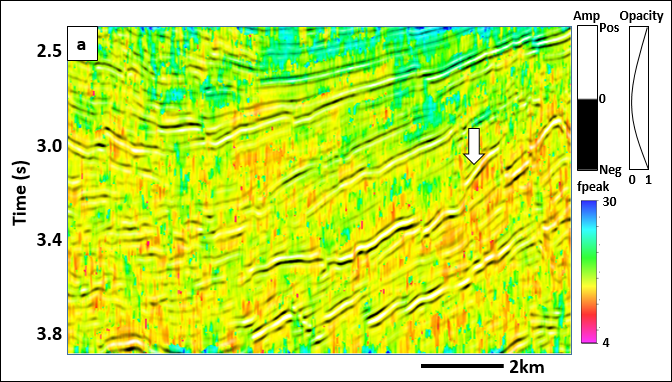 a
Time (s)
2.5
3.0
3.4
3.8
2km
Amp
Pos
0
Neg
Opacity
0 1
fpeak
30
4